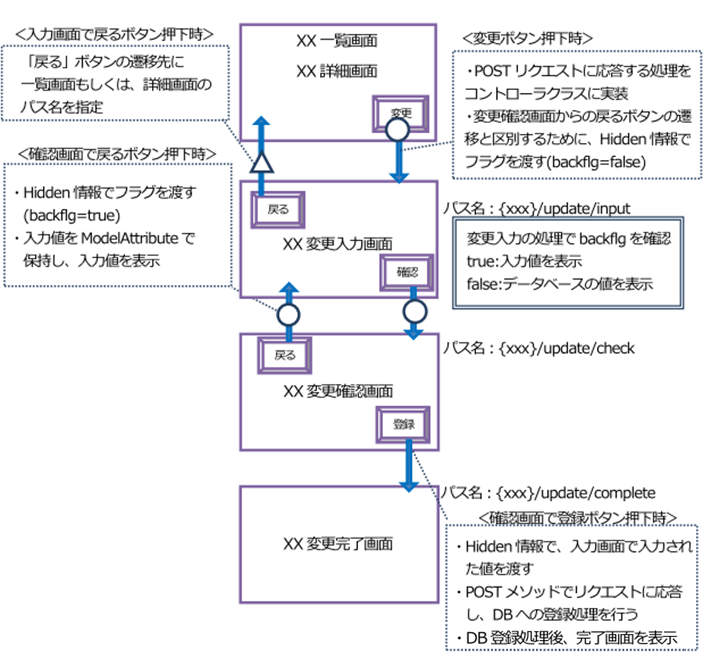 <入力画面で戻るボタン押下時>
「戻る」ボタンの遷移先に
一覧画面もしくは、詳細画面の
パス名を指定
XX 一覧画面
XX 詳細画面
変更
<変更ボタン押下時>
・POST リクエストに応答する処理を
コントローラクラスに実装
・変更確認画面からの戻るボタンの遷
移と区別するために、Hidden 情報で
フラグを渡す(backflg=false)
<確認画面で戻るボタン押下時>
・Hidden 情報でフラグを渡す
(backflg=true)
・入力値を ModelAttribute で
保持し、入力値を表示
戻る
XX 変更入力画面
確認
パス名：{xxx}/update/input
変更入力の処理で backflg を確認
true:入力値を表示
false:データベースの値を表示
戻る
XX 変更確認画面
登録
パス名：{xxx}/update/check
パス名：{xxx}/update/complete
XX 変更完了画面
<確認画面で登録ボタン押下時>
・Hidden 情報で、入力画面で入力され
た値を渡す
・POST メソッドでリクエストに応答
し、DB への登録処理を行う
・DB 登録処理後、完了画面を表示